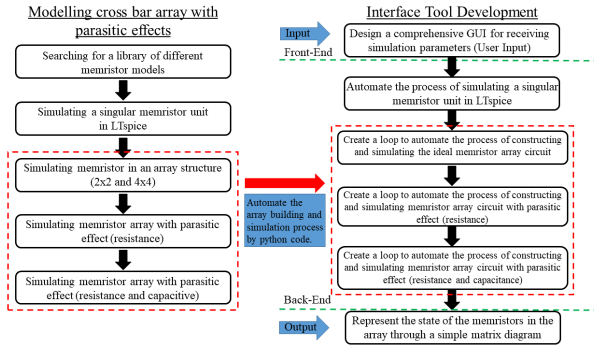 Modelling cross bar array with
parasitic effects
Searching for a library of different
memristor models
Simulating a singular memristor unit
in LTspice
Simulating memristor in an array structure
(2x2 and 4x4)
Simulating memristor array with parasitic
effect (resistance)
Simulating memristor array with parasitic
effect (resistance and capacitive)
Automate the
array building and
simulation process
by python code.
Interface Tool Development
Input
Front-End
Design a comprehensive GUI for receiving
simulation parameters (User Input)
Automate the process of simulating a singular
memristor unit in LTspice
Create a loop to automate the process of constructing
and simulating the ideal memristor array circuit
Create a loop to automate the process of constructing
and simulating memristor array circuit with parasitic
effect (resistance)
Create a loop to automate the process of constructing
and simulating memristor array circuit with parasitic
effect (resistance and capacitance)
Back-End
Output
Represent the state of the memristors in the
array through a simple matrix diagram